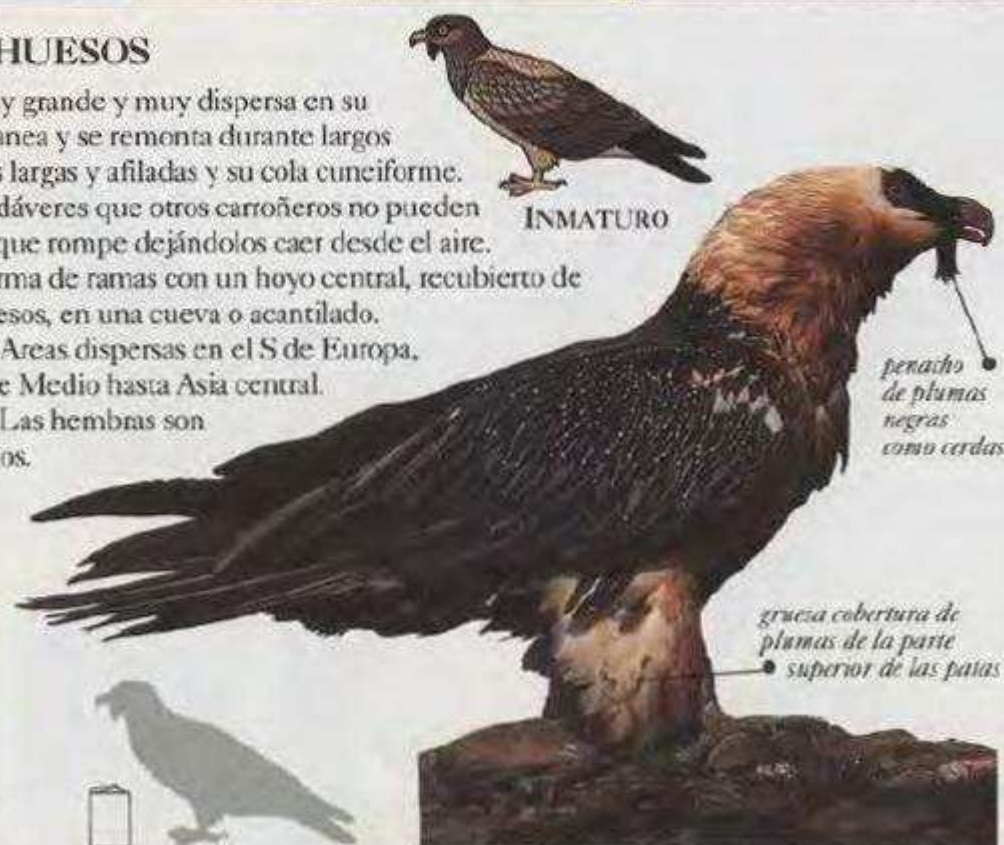 HUESOS
y grande y muy dispersa en su
anea y se remonta durante largos
s largas y afiladas y su cola cuneiforme.
dáveres que otros carroñeros no pueden
que rompe dejándolos caer desde el aire.
rma de ramas con un hoyo central, recubierto de
esos, en una cueva o acantilado.
Areas dispersas en el S de Europa,
e Medio hasta Asia central.
Las hembras son
os.
INMATURO
penacho
de plumas
negras
como cerdas
grueza cobertura de
plumas de la parte
superior de las patas